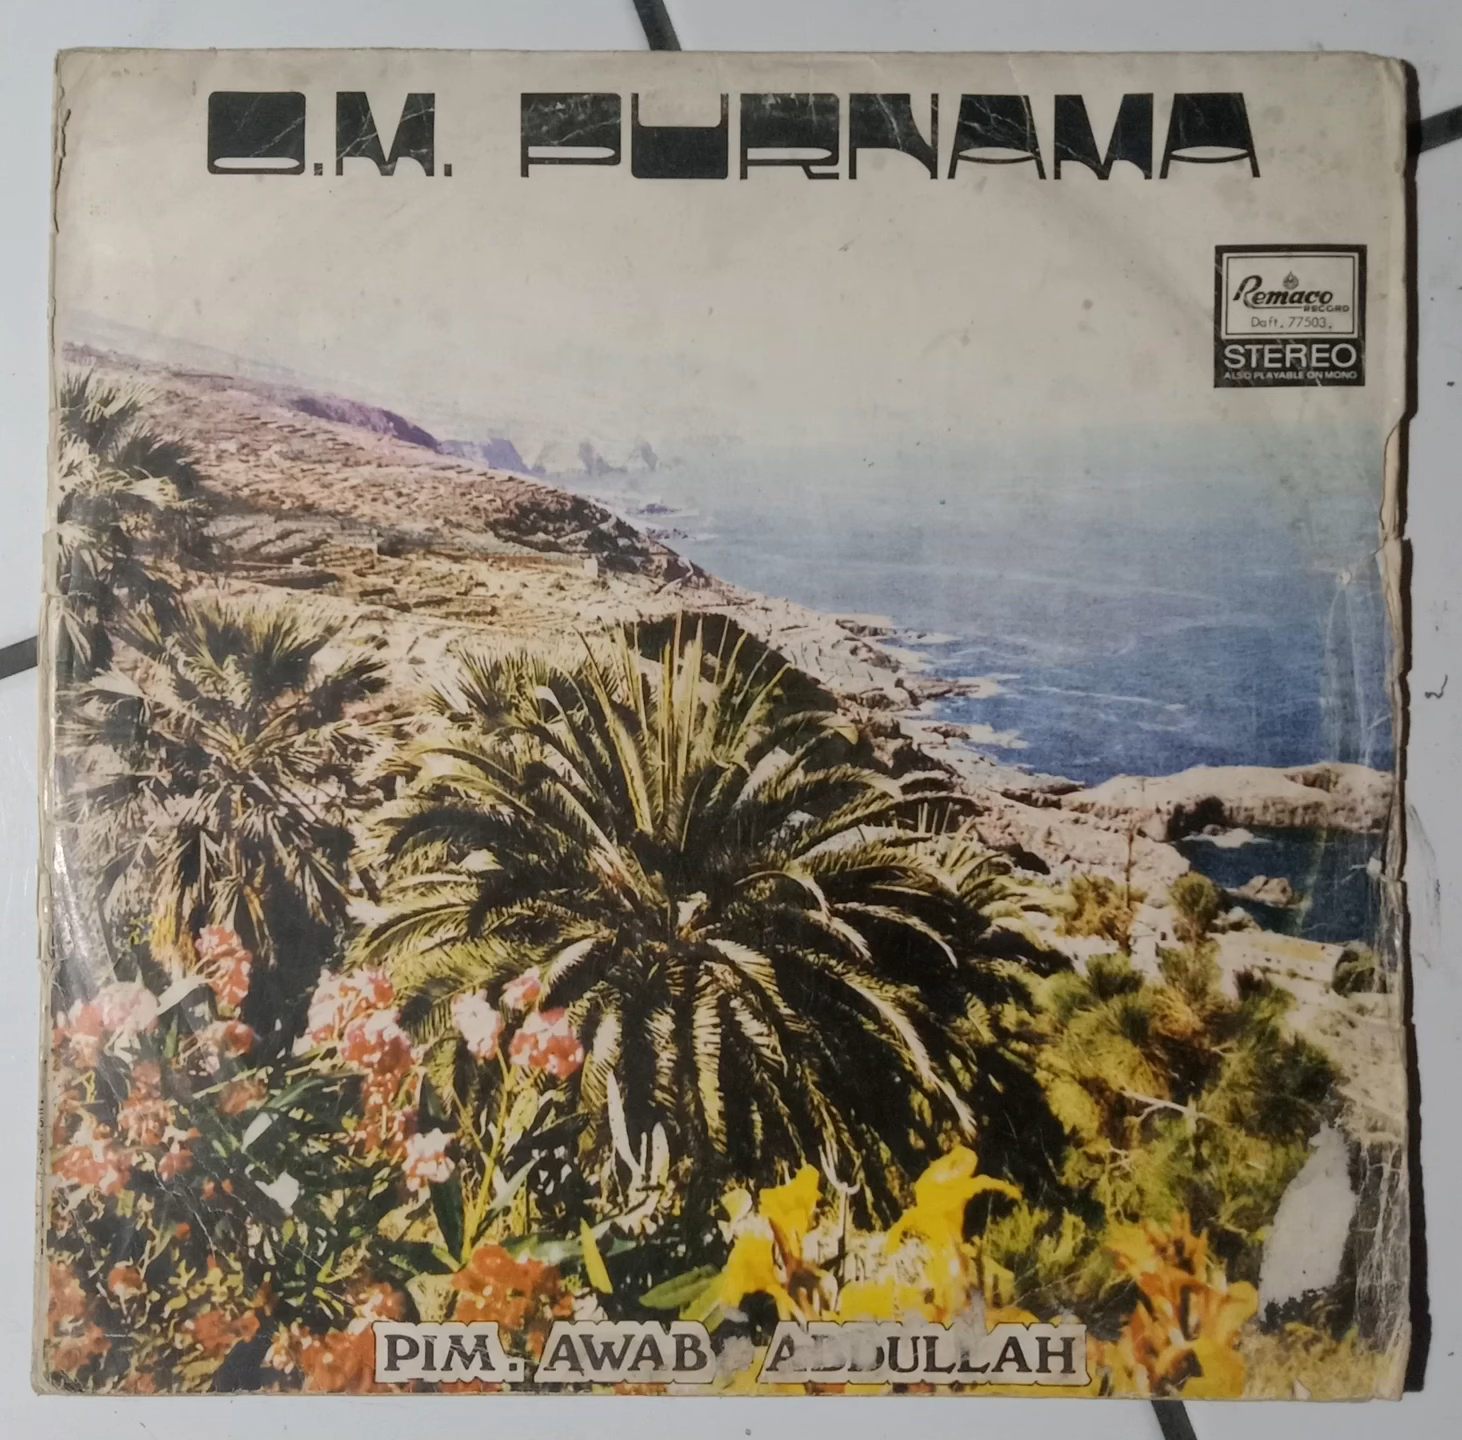 O.M. PURNAMA
Remaco
RECORD
Daft. 77503.
STEREO
ALSO PLAYABLE ON MONO
PIM. AWAB ABDULLAH